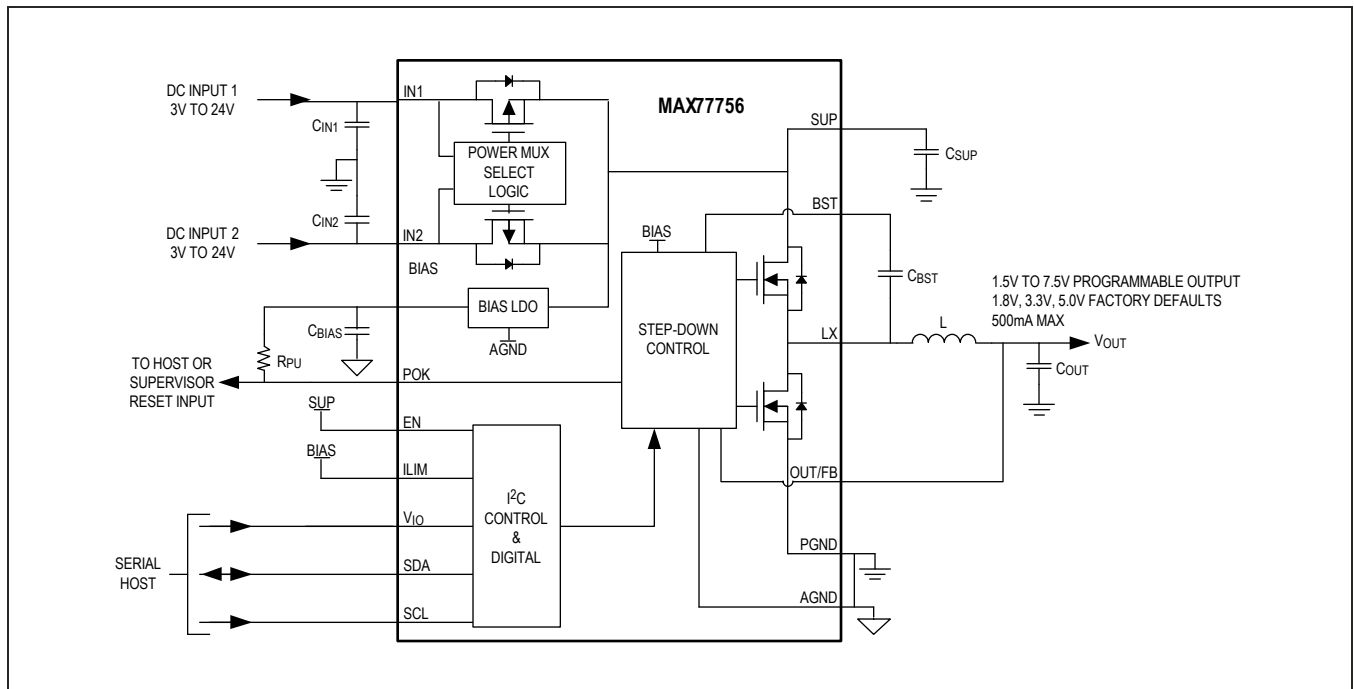 DC INPUT 1
3V TO 24V
CIN1
IN1
MAX77756
SUP
CSUP
POWER MUX
SELECT
LOGIC
CIN2
DC INPUT 2
3V TO 24V
IN2
BIAS
BIAS
BST
CBST
1.5V TO 7.5V PROGRAMMABLE OUTPUT
1.8V, 3.3V, 5.0V FACTORY DEFAULTS
500mA MAX
BIAS LDO
AGND
CBIAS
RPU
STEP-DOWN
CONTROL
LX
L
VOUT
COUT
TO HOST OR
SUPERVISOR
RESET INPUT
POK
SUP
EN
BIAS
ILIM
OUT/FB
I2C
CONTROL
&
DIGITAL
VIO
SERIAL
HOST
SDA
SCL
PGND
AGND